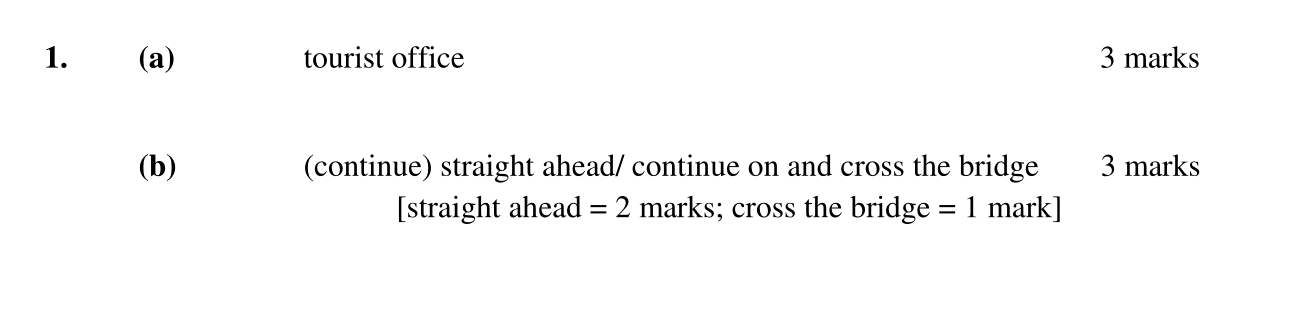 1. (a) tourist office 3 marks
(b) (continue) straight ahead/ continue on and cross the bridge 3 marks
[straight ahead = 2 marks; cross the bridge = 1 mark]